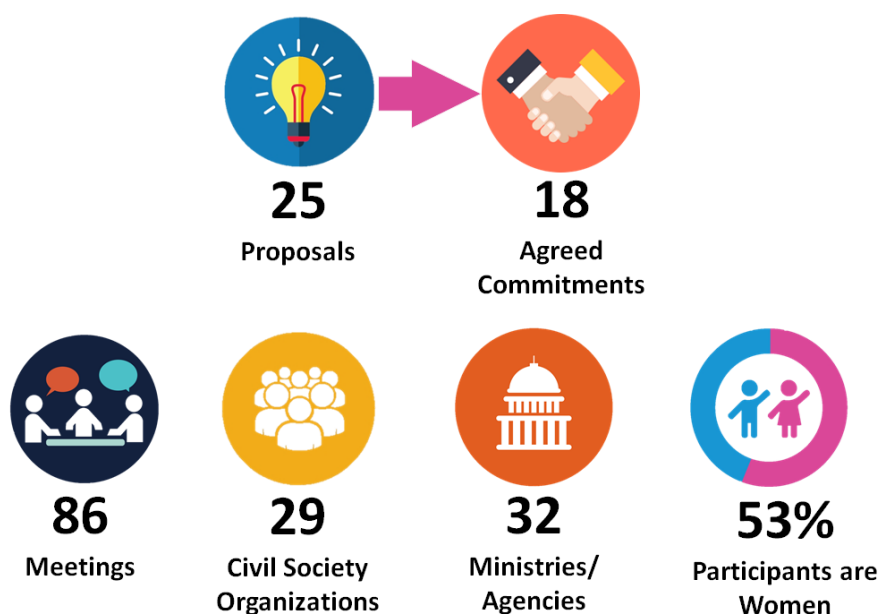 25
Proposals
18
Agreed
Commitments
86
Meetings
29
Civil Society
Organizations
32
Ministries/
Agencies
53%
Participants are
Women